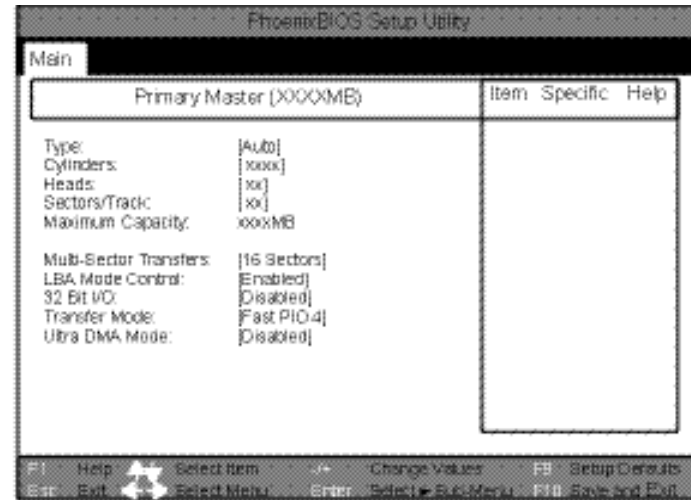 PhoenixBIOS Setup Utility
Main
Primary Master (XXXXMB)
Item Specific Help
Type: [Auto]
Cylinders: [ xxxx]
Heads: [ xx]
Sectors/Track: [ xx]
Maximum Capacity: xxxxMB
Multi-Sector Transfers: [16 Sectors]
LBA Mode Control: [Enabled]
32 Bit I/O: [Disabled]
Transfer Mode: [Fast PIO 4]
Ultra DMA Mode: [Disabled]
F1 Help Select Item -/+ Change Values F9 Setup Defaults
Esc Exit Select Menu Enter Select ► Sub-Menu F10 Save and Exit